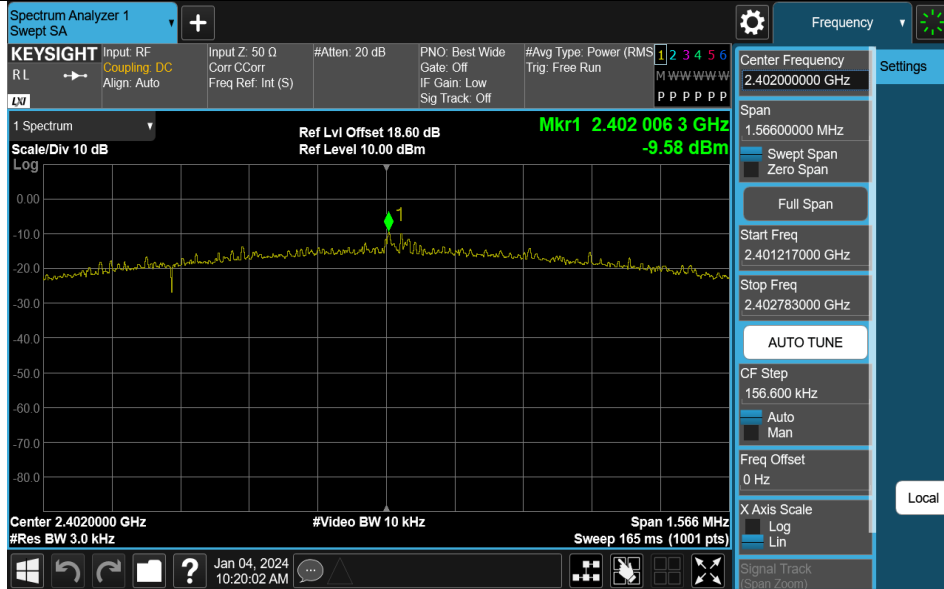 Spectrum Analyzer 1
Swept SA
+
Frequency
KEYSIGHT
RL
LXI
Input: RF
Coupling: DC
Align: Auto
Input Z: 50 Ω
Corr CCorr
Freq Ref: Int (S)
#Atten: 20 dB
PNO: Best Wide
Gate: Off
IF Gain: Low
Sig Track: Off
#Avg Type: Power (RMS
Trig: Free Run
1 2 3 4 5 6
M W W W W W
P P P P P P
1 Spectrum
Scale/Div 10 dB
Ref Lvl Offset 18.60 dB
Ref Level 10.00 dBm
Mkr1 2.402 006 3 GHz
-9.58 dBm
Log
0.00
-10.0
-20.0
-30.0
-40.0
-50.0
-60.0
-70.0
-80.0
1
Center 2.4020000 GHz
#Res BW 3.0 kHz
#Video BW 10 kHz
Span 1.566 MHz
Sweep 165 ms (1001 pts)
Center Frequency
2.402000000 GHz
Span
1.56600000 MHz
Swept Span
Zero Span
Full Span
Start Freq
2.401217000 GHz
Stop Freq
2.402783000 GHz
AUTO TUNE
CF Step
156.600 kHz
Auto
Man
Freq Offset
0 Hz
X Axis Scale
Log
Lin
Signal Track
(Span Zoom)
Settings
Local
?
Jan 04, 2024
10:20:02 AM